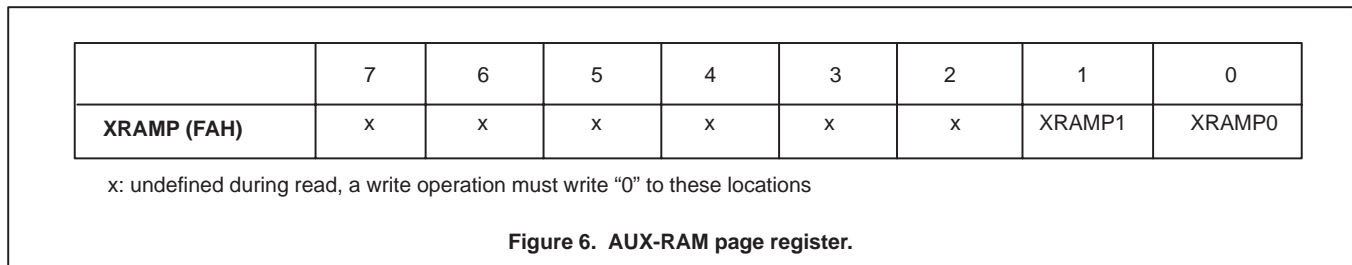 7 6 5 4 3 2 1 0
XRAMP (FAH) x x x x x x XRAMP1 XRAMP0
x: undefined during read, a write operation must write “0” to these locations
Figure 6. AUX-RAM page register.